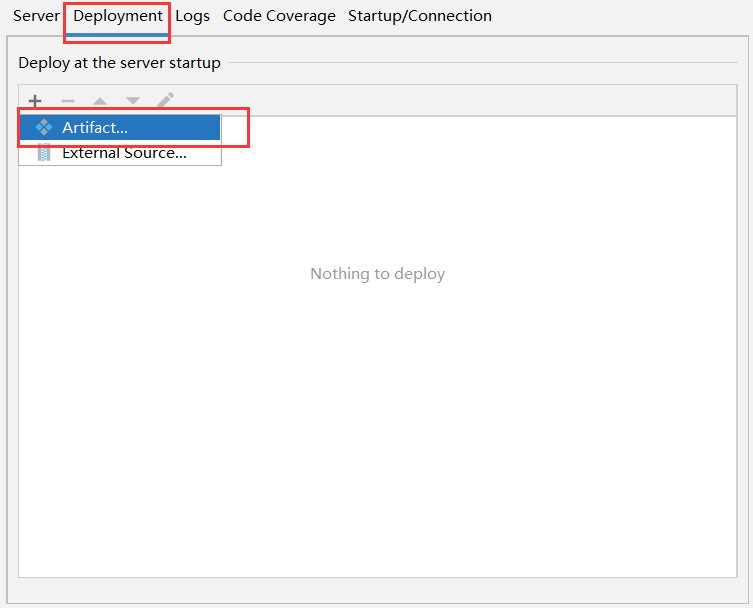 Server Deployment Logs Code Coverage Startup/Connection
Deploy at the server startup
Artifact...
External Source...
Nothing to deploy